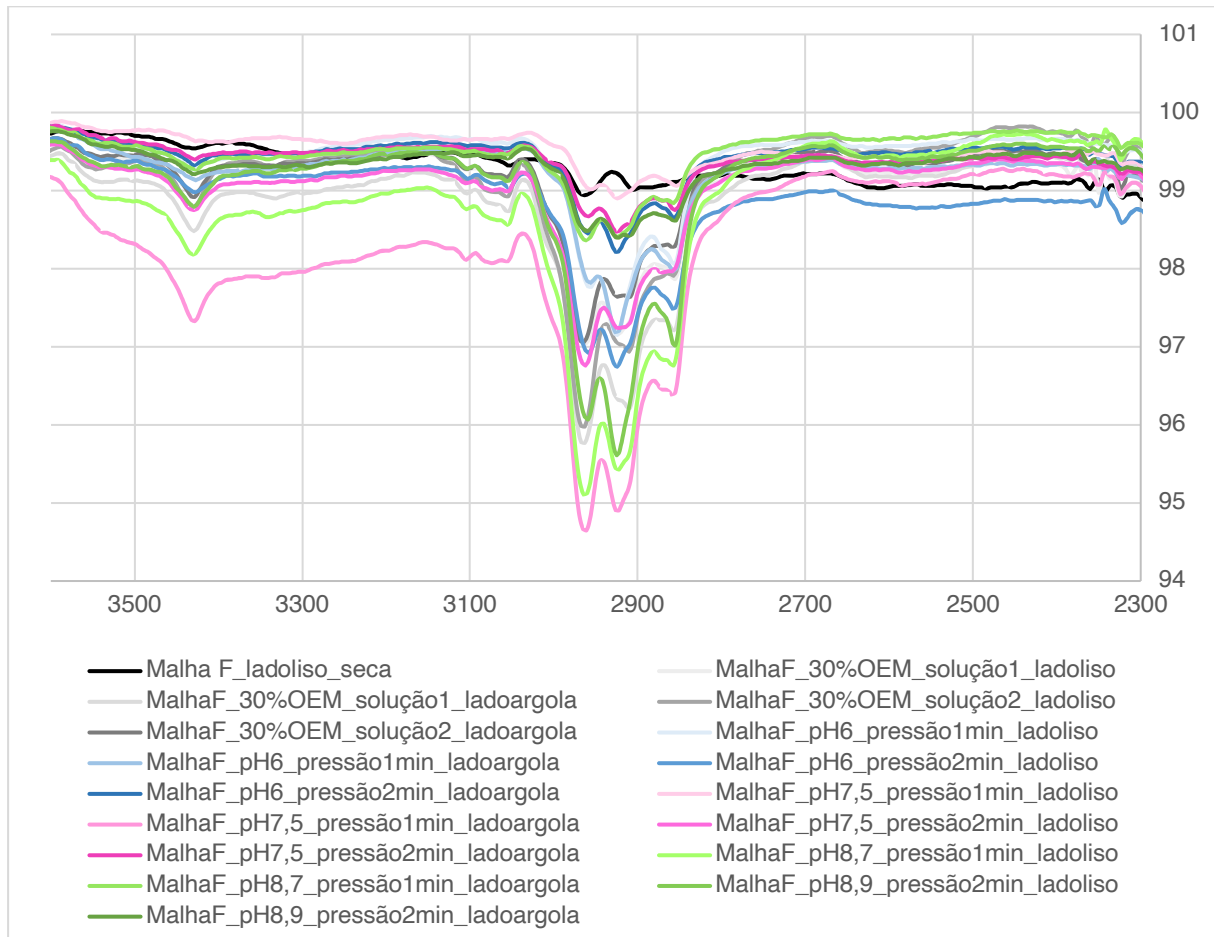 101
100
99
98
97
96
95
94
3500 3300 3100 2900 2700 2500 2300
Malha F_ladoliso_seca MalhaF_30%OEM_solução1_ladoliso
MalhaF_30%OEM_solução1_ladoargola MalhaF_30%OEM_solução2_ladoliso
MalhaF_30%OEM_solução2_ladoargola MalhaF_pH6_pressão1min_ladoliso
MalhaF_pH6_pressão1min_ladoargola MalhaF_pH6_pressão2min_ladoliso
MalhaF_pH6_pressão2min_ladoargola MalhaF_pH7,5_pressão1min_ladoliso
MalhaF_pH7,5_pressão1min_ladoargola MalhaF_pH7,5_pressão2min_ladoliso
MalhaF_pH7,5_pressão2min_ladoargola MalhaF_pH8,7_pressão1min_ladoliso
MalhaF_pH8,7_pressão1min_ladoargola MalhaF_pH8,9_pressão2min_ladoliso
MalhaF_pH8,9_pressão2min_ladoargola